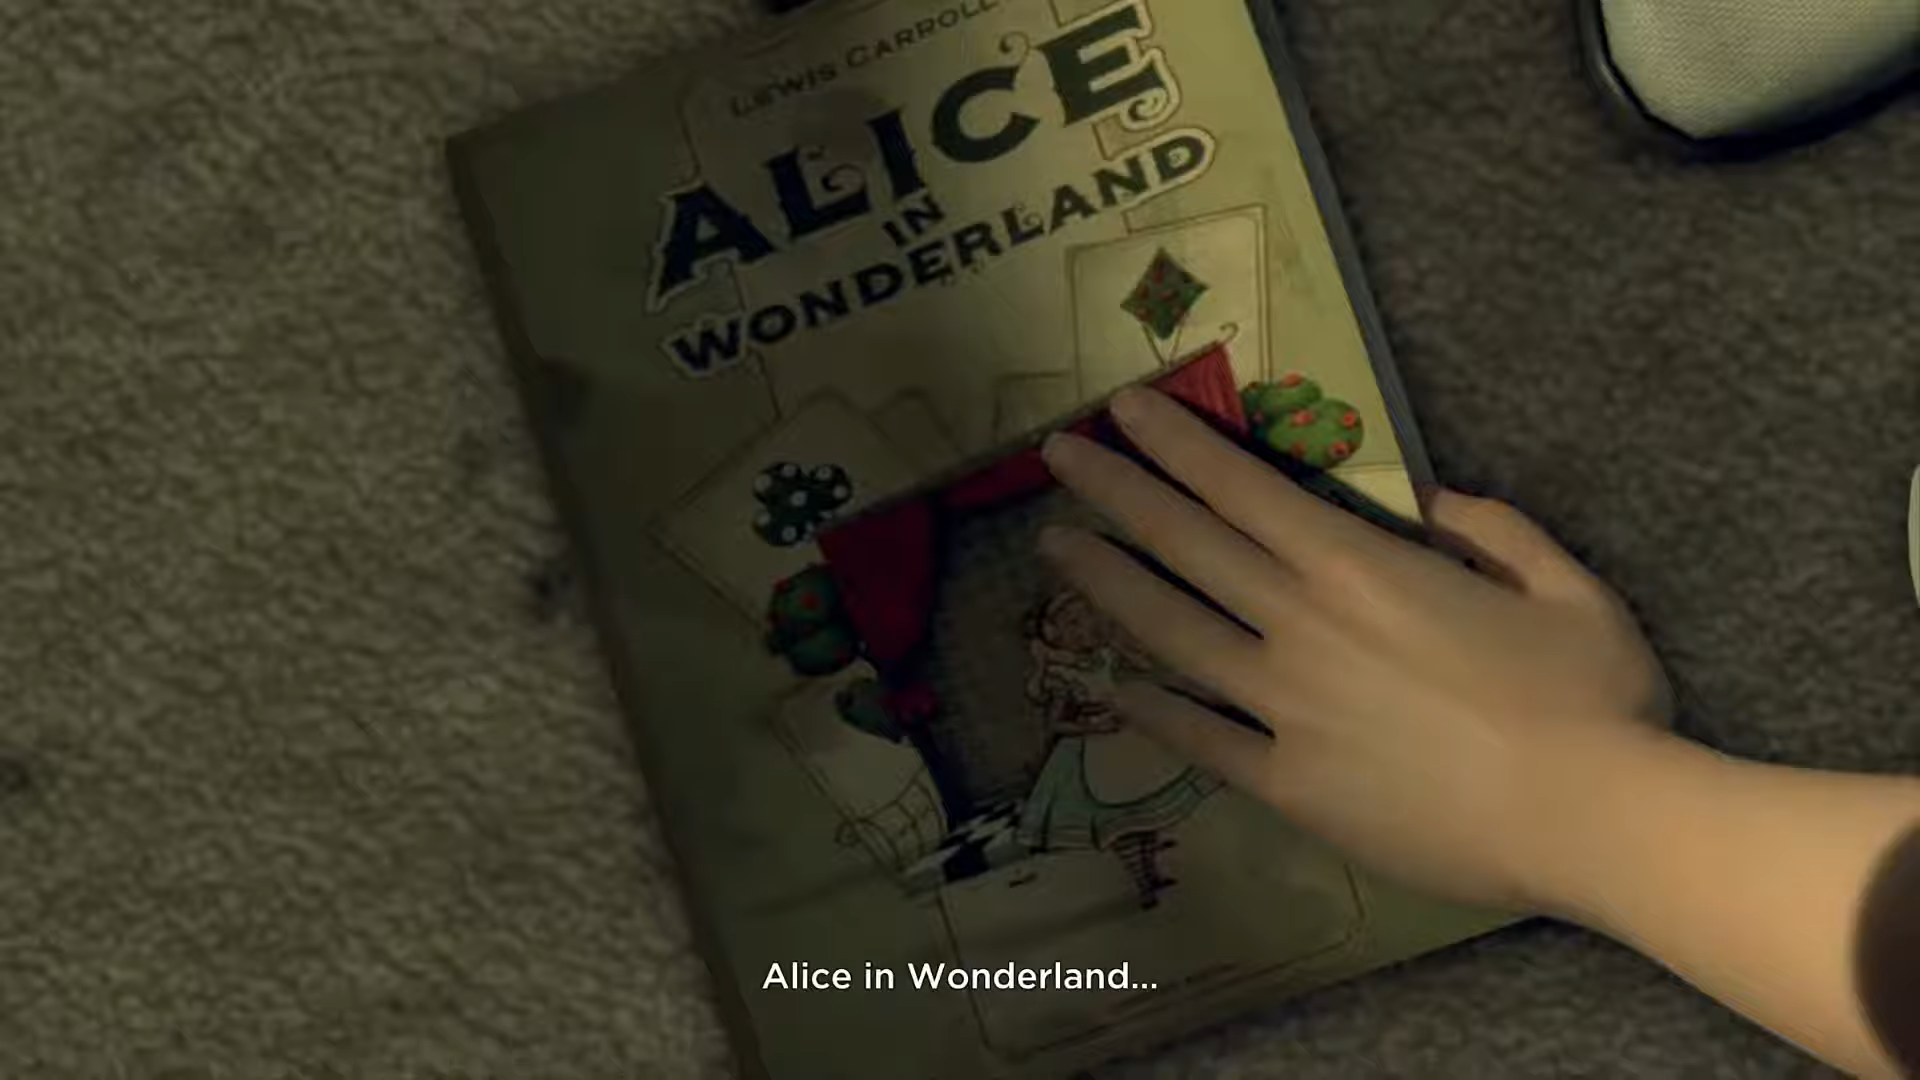 LEWIS CARROLL
ALICE
IN
WONDERLAND
Alice in Wonderland...